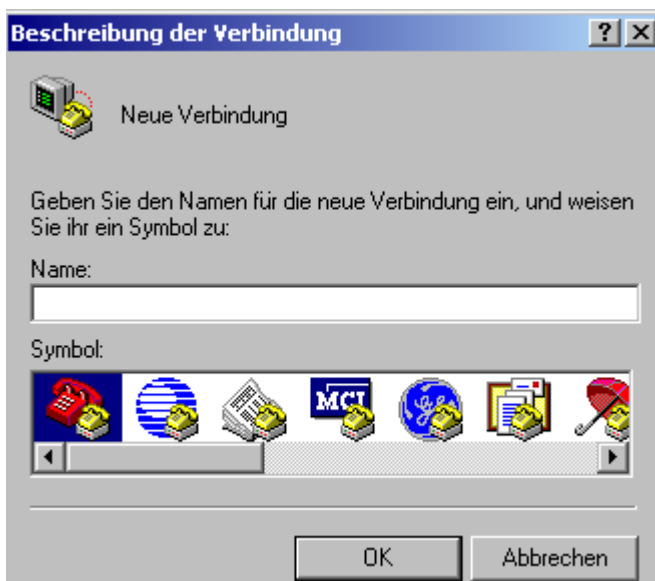 Beschreibung der Verbindung
Neue Verbindung
Geben Sie den Namen für die neue Verbindung ein, und weisen
Sie ihr ein Symbol zu:
Name:
Symbol:
MCI
OK Abbrechen